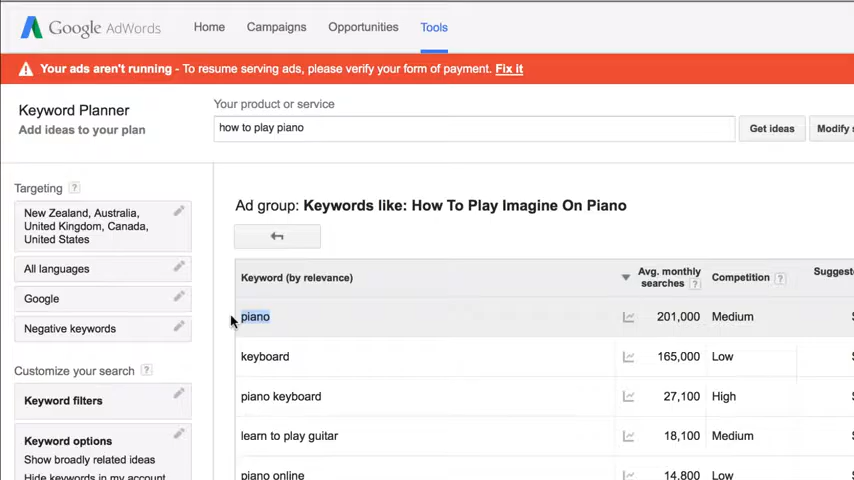 Google AdWords
Home Campaigns Opportunities Tools
Your ads aren't running - To resume serving ads, please verify your form of payment. Fix it
Keyword Planner
Add ideas to your plan
Your product or service
how to play piano
Get ideas
Modify
Targeting ?
New Zealand, Australia,
United Kingdom, Canada,
United States
All languages
Google
Negative keywords
Customize your search ?
Keyword filters
Keyword options
Show broadly related ideas
Hide keywords in my account
Ad group: Keywords like: How To Play Imagine On Piano
Keyword (by relevance)
Avg. monthly
searches ?
Competition ?
piano 201,000 Medium
keyboard 165,000 Low
piano keyboard 27,100 High
learn to play guitar 18,100 Medium
piano online 14,800 Low